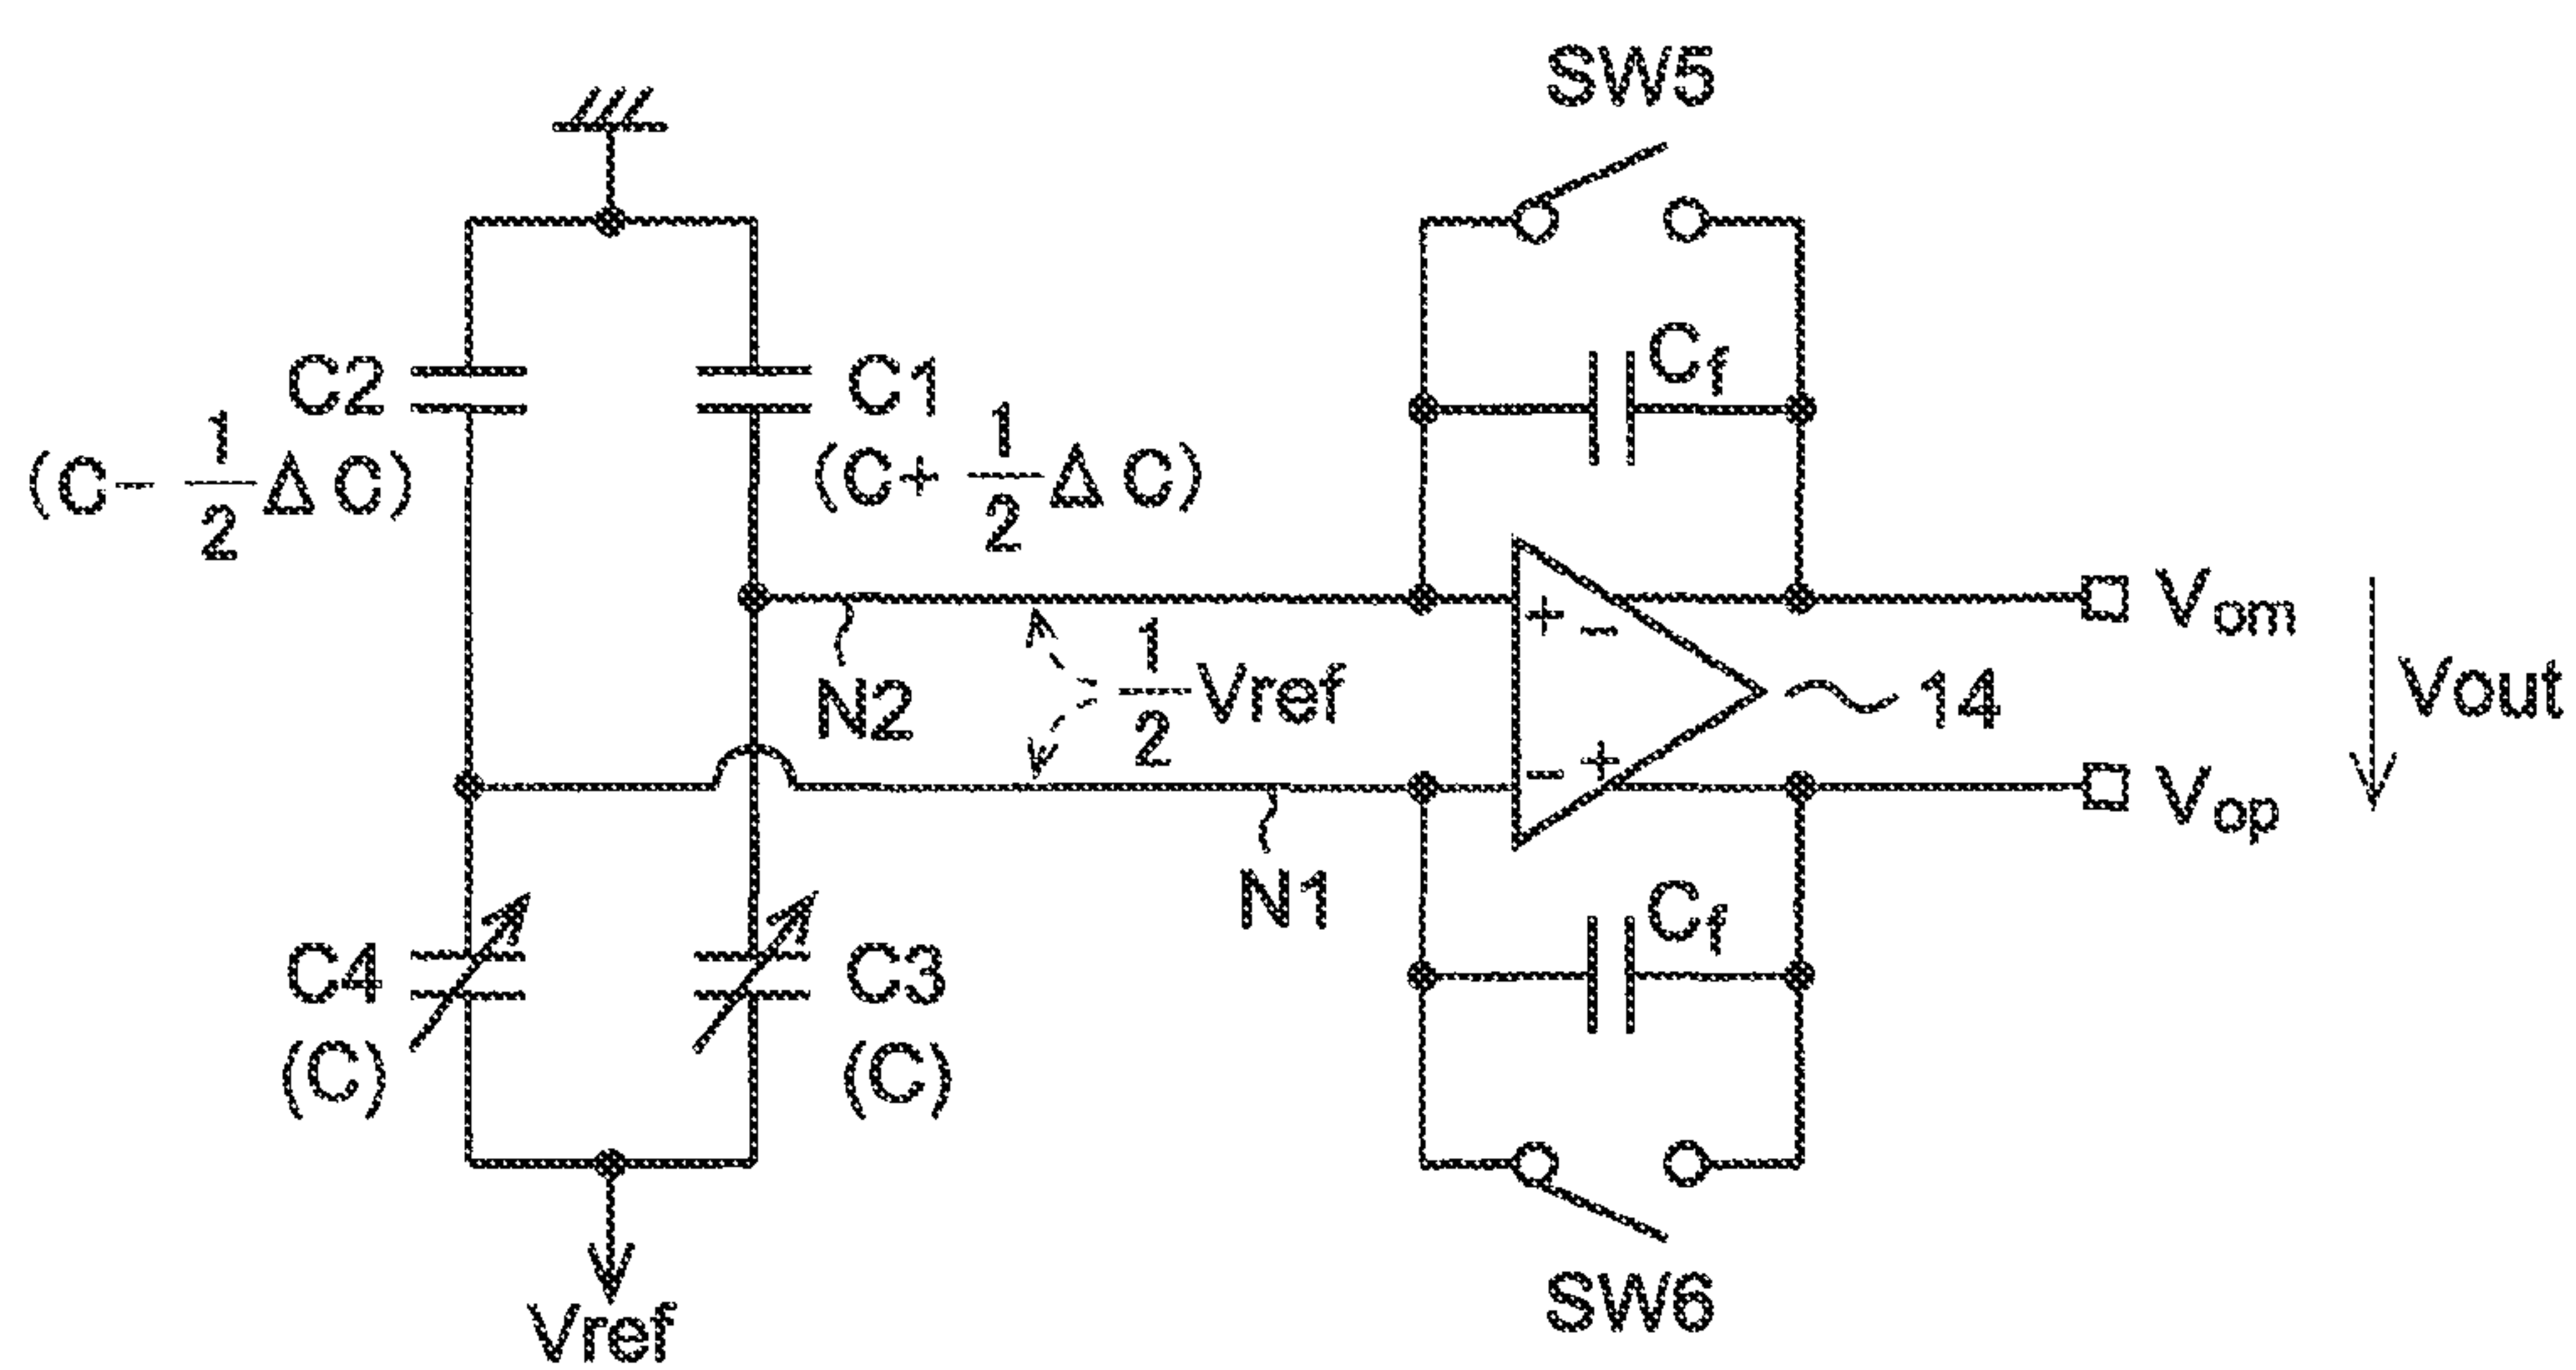 SW5
Cf
C2
C1
(C- 1/2 ΔC)
(C+ 1/2 ΔC)
+ -
Vom
N2
1/2 Vref
14
Vout
- +
Vop
N1
Cf
C4
C3
(C)
(C)
SW6
Vref